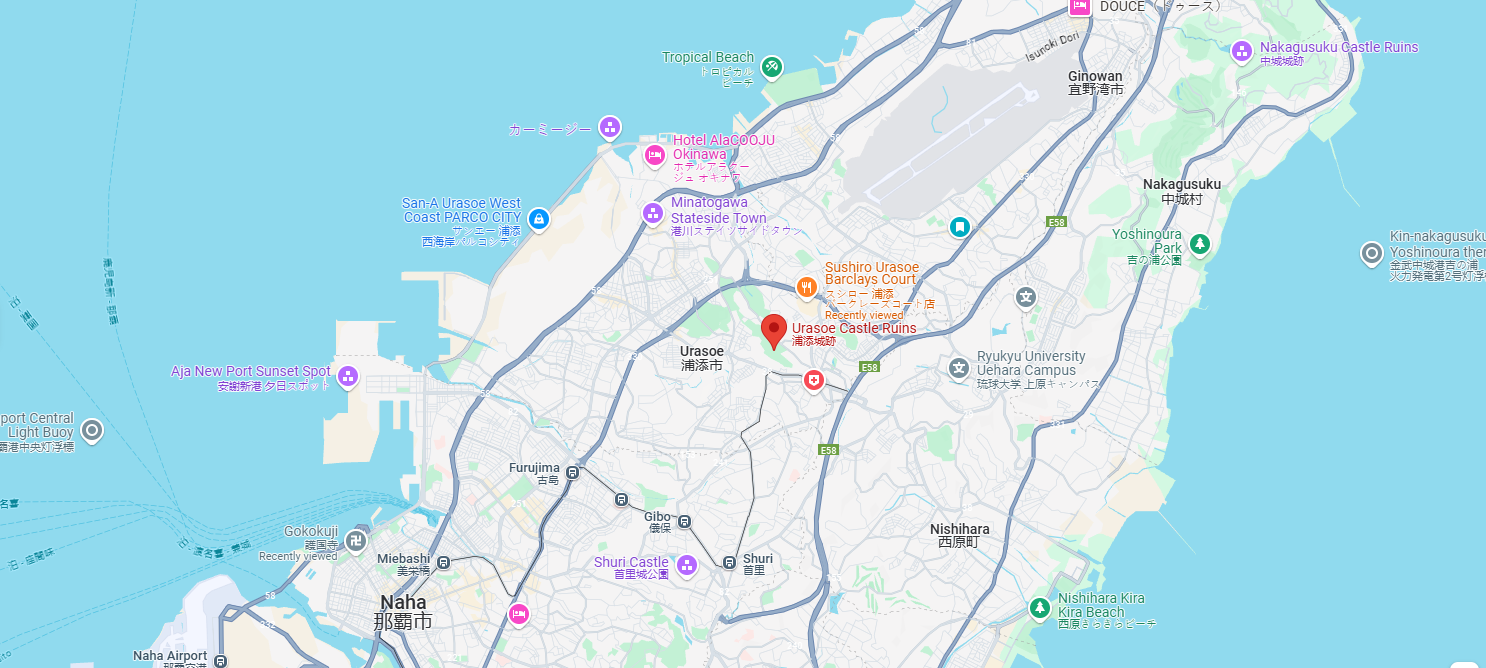 DOUCE（ドゥース）
Isunoki Dori
Nakagusuku Castle Ruins
中城城跡
Tropical Beach
トロピカル
ビーチ
Ginowan
宜野湾市
58
81
カーミージー
Hotel AlaCOOJU
Okinawa
ホテルアラクー
ジュ オキナワ
58
Nakagusuku
中城村
San-A Urasoe West
Coast PARCO CITY
サンエー 浦添
西海岸パルコシティ
Minatogawa
Stateside Town
港川ステイツサイドタウン
E58
Yoshinoura
Park
吉の浦公園
Kin-nakagusuku
Yoshinoura ther
金武中城港吉の浦
火力発電第2号灯浮標
Sushiro Urasoe
Barclays Court
スシロー 浦添
バークレーズコート店
Recently viewed
58
Urasoe Castle Ruins
浦添城跡
Urasoe
浦添市
E58
Ryukyu University
Uehara Campus
琉球大学 上原キャンパス
Aja New Port Sunset Spot
安謝新港 夕日スポット
58
port Central
Light Buoy
覇港中央灯浮標
329
E58
Furujima
古島
Gibo
儀保
Nishihara
西原町
Gokokuji
護国寺
Recently viewed
Miebashi
美栄橋
Shuri Castle
首里城公園
Shuri
首里
Naha
那覇市
58
Nishihara Kira
Kira Beach
西原きらきらビーチ
Naha Airport
那覇空港